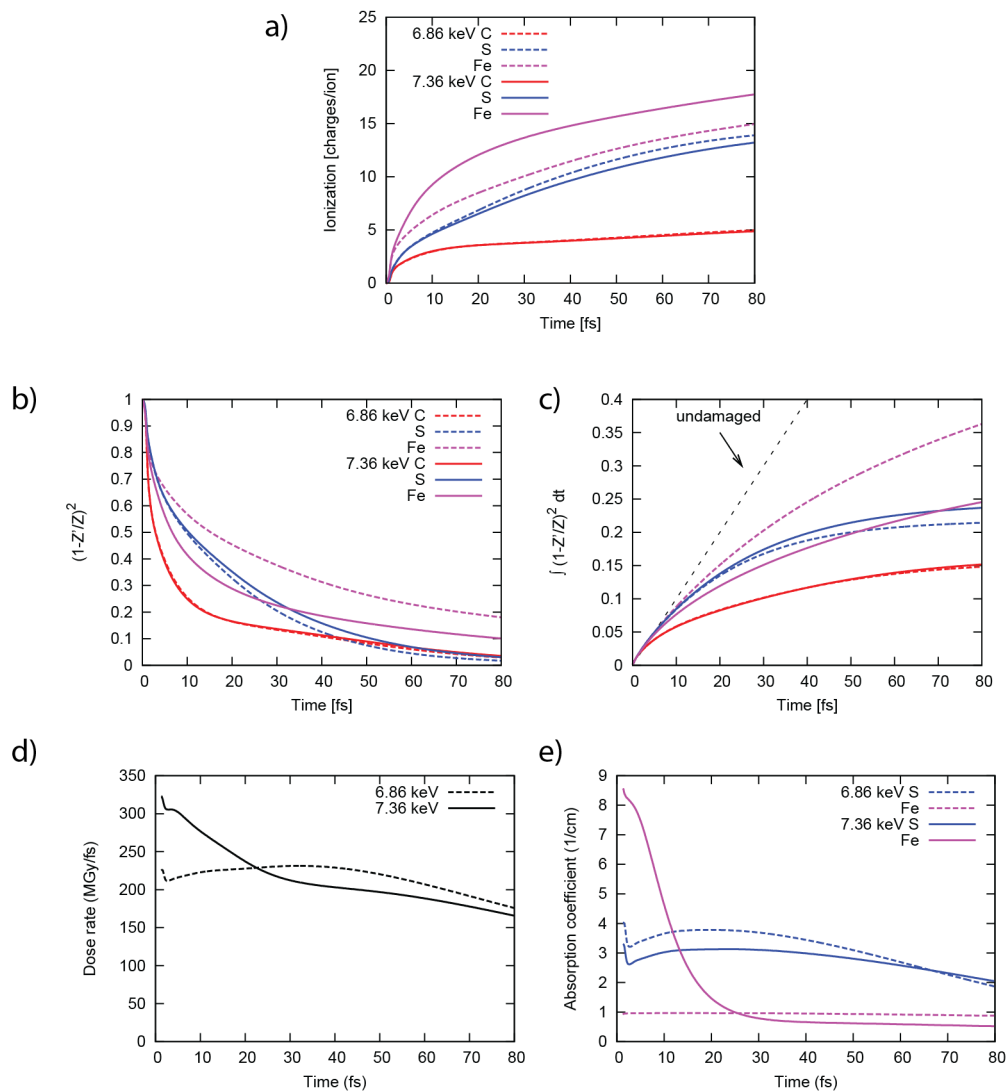 a)
Ionization [charges/ion]
25
20
15
10
5
0
6.86 keV C
S
Fe
7.36 keV C
S
Fe
0 10 20 30 40 50 60 70 80
Time [fs]
b)
(1-Z'/Z)²
1
0.9
0.8
0.7
0.6
0.5
0.4
0.3
0.2
0.1
0
6.86 keV C
S
Fe
7.36 keV C
S
Fe
0 10 20 30 40 50 60 70 80
Time [fs]
c)
∫ (1-Z'/Z)² dt
0.4
0.35
0.3
0.25
0.2
0.15
0.1
0.05
0
undamaged
0 10 20 30 40 50 60 70 80
Time [fs]
d)
Dose rate (MGy/fs)
350
300
250
200
150
100
50
0
6.86 keV
7.36 keV
0 10 20 30 40 50 60 70 80
Time (fs)
e)
Absorption coefficient (1/cm)
9
8
7
6
5
4
3
2
1
0
6.86 keV S
Fe
7.36 keV S
Fe
0 10 20 30 40 50 60 70 80
Time (fs)